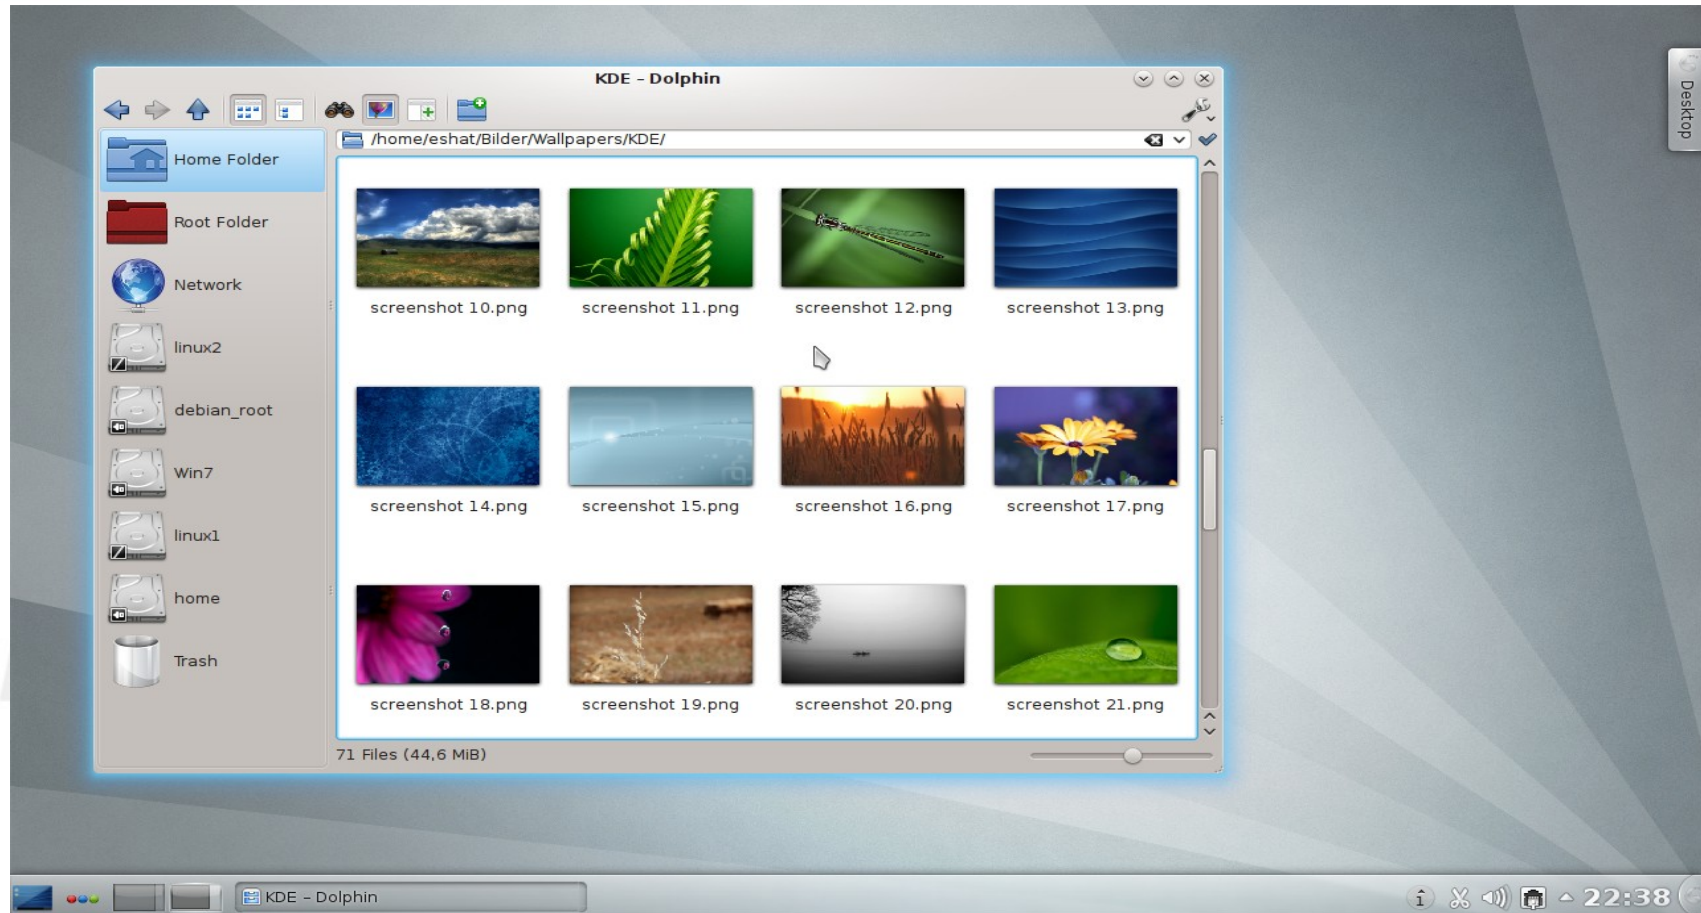 KDE – Dolphin
Desktop
/home/eshat/Bilder/Wallpapers/KDE/
Home Folder
Root Folder
Network
linux2
debian_root
Win7
linux1
home
Trash
screenshot 10.png
screenshot 11.png
screenshot 12.png
screenshot 13.png
screenshot 14.png
screenshot 15.png
screenshot 16.png
screenshot 17.png
screenshot 18.png
screenshot 19.png
screenshot 20.png
screenshot 21.png
71 Files (44,6 MiB)
KDE – Dolphin
22:38